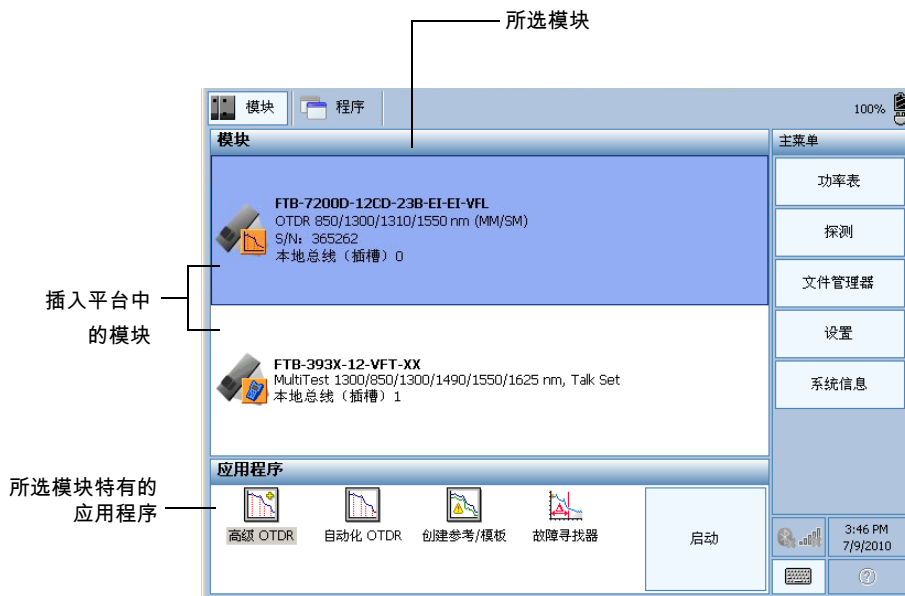 所选模块
模块
程序
100%
模块
主菜单
FTB-7200D-12CD-23B-EI-EI-VFL
OTDR 850/1300/1310/1550 nm (MM/SM)
S/N: 365262
本地总线（插槽）0
功率表
探测
文件管理器
设置
系统信息
插入平台中
的模块
FTB-393X-12-VFT-XX
MultiTest 1300/850/1300/1490/1550/1625 nm, Talk Set
本地总线（插槽）1
应用程序
所选模块特有的
应用程序
高级 OTDR
自动化 OTDR
创建参考/模板
故障寻找器
启动
3:46 PM
7/9/2010